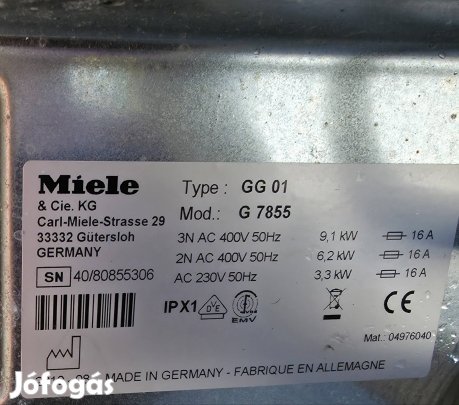 Miele
& Cie. KG
Carl-Miele-Strasse 29
33332 Gütersloh
GERMANY
SN 40/80855306
Type : GG 01
Mod.: G 7855
3N AC 400V 50Hz 9,1 kW 16 A
2N AC 400V 50Hz 6,2 kW 16 A
AC 230V 50Hz 3,3 kW 16 A
IPX1 DVE EMV CE
Mat.: 04976040
MADE IN GERMANY - FABRIQUE EN ALLEMAGNE
Jófogás